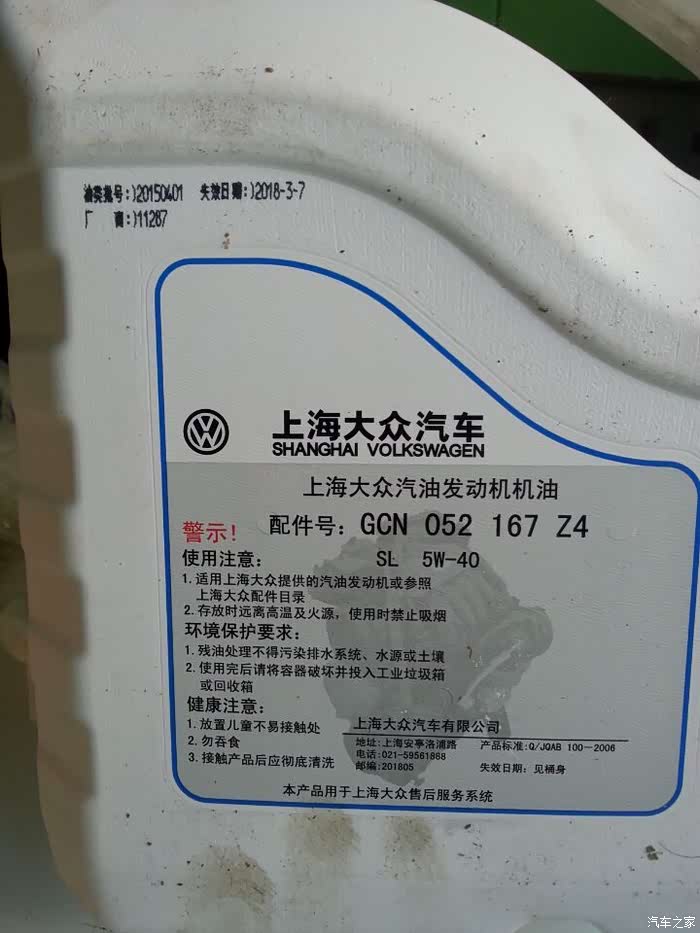 油类批号:)20150401 失效日期:)2018-3-7
厂 商:)11287
上海大众汽车
SHANGHAI VOLKSWAGEN
上海大众汽油发动机机油
警示! 配件号: GCN 052 167 Z4
使用注意: SL 5W-40
1.适用上海大众提供的汽油发动机或参照
上海大众配件目录
2.存放时远离高温及火源，使用时禁止吸烟
环境保护要求:
1.残油处理不得污染排水系统、水源或土壤
2.使用完后请将容器破坏并投入工业垃圾箱
或回收箱
健康注意:
1.放置儿童不易接触处
2.勿吞食
3.接触产品后应彻底清洗
上海大众汽车有限公司
地址:上海安亭洛浦路 产品标准:Q/JQAB 100-2006
电话:021-59561888
邮编:201805 失效日期: 见桶身
本产品用于上海大众售后服务系统
汽车之家